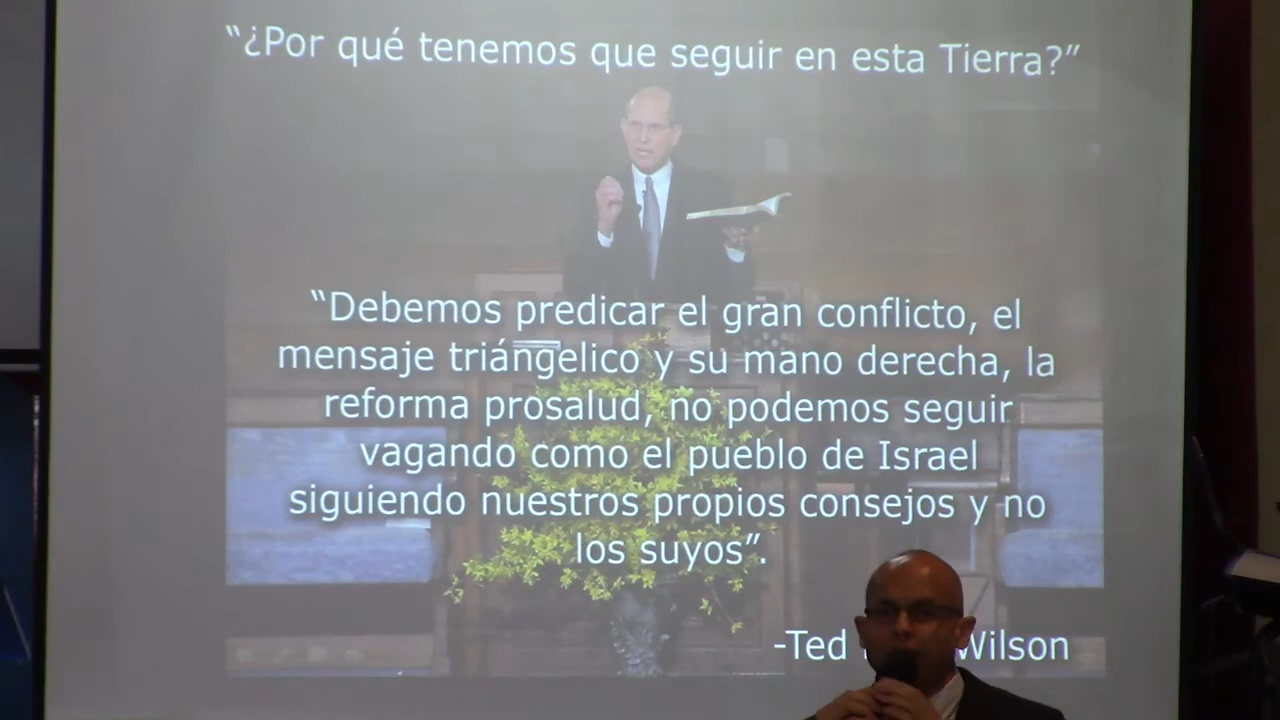 “¿Por qué tenemos que seguir en esta Tierra?”
“Debemos predicar el gran conflicto, el
mensaje triángelico y su mano derecha, la
reforma prosalud, no podemos seguir
vagando como el pueblo de Israel
siguiendo nuestros propios consejos y no
los suyos”.
-Ted Wilson